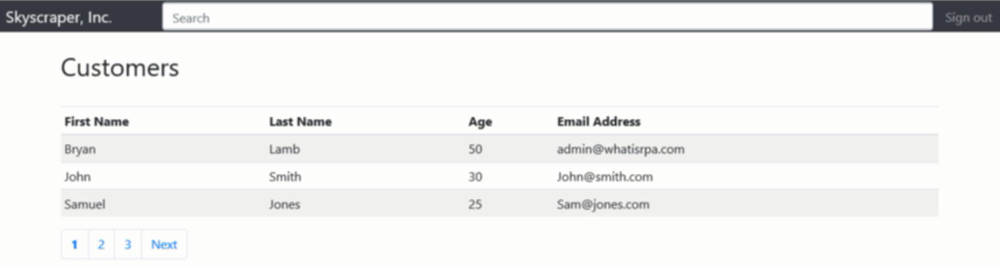 Skyscraper, Inc. Search Sign out
Customers
First Name Last Name Age Email Address
Bryan Lamb 50 admin@whatisrpa.com
John Smith 30 John@smith.com
Samuel Jones 25 Sam@jones.com
1 2 3 Next